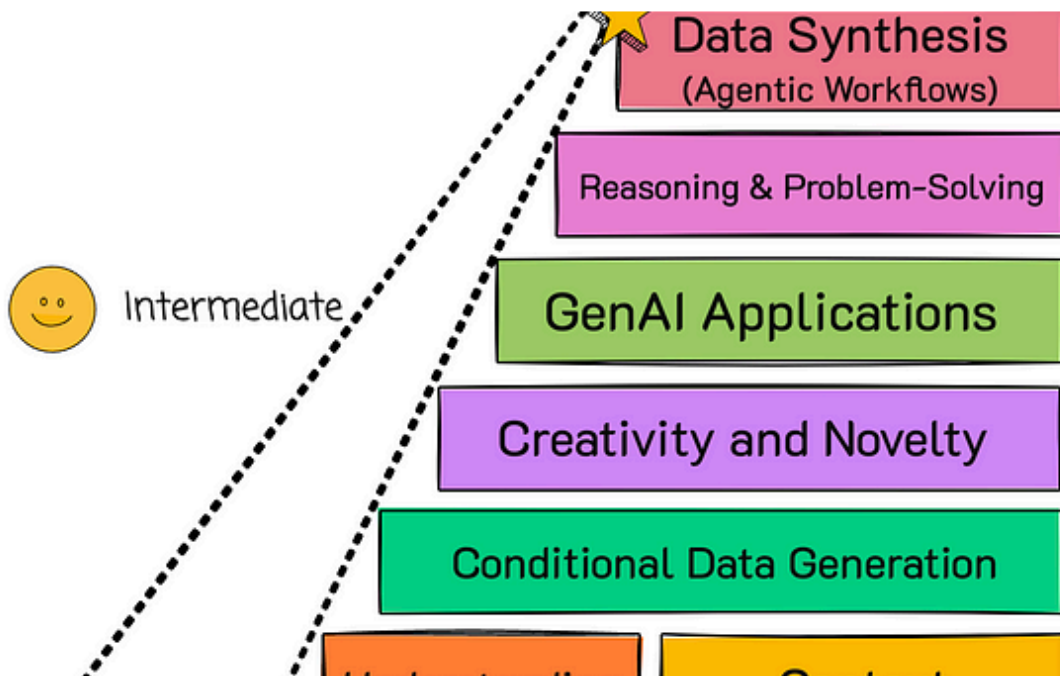 Data Synthesis
(Agentic Workflows)
Reasoning & Problem-Solving
Intermediate
GenAI Applications
Creativity and Novelty
Conditional Data Generation